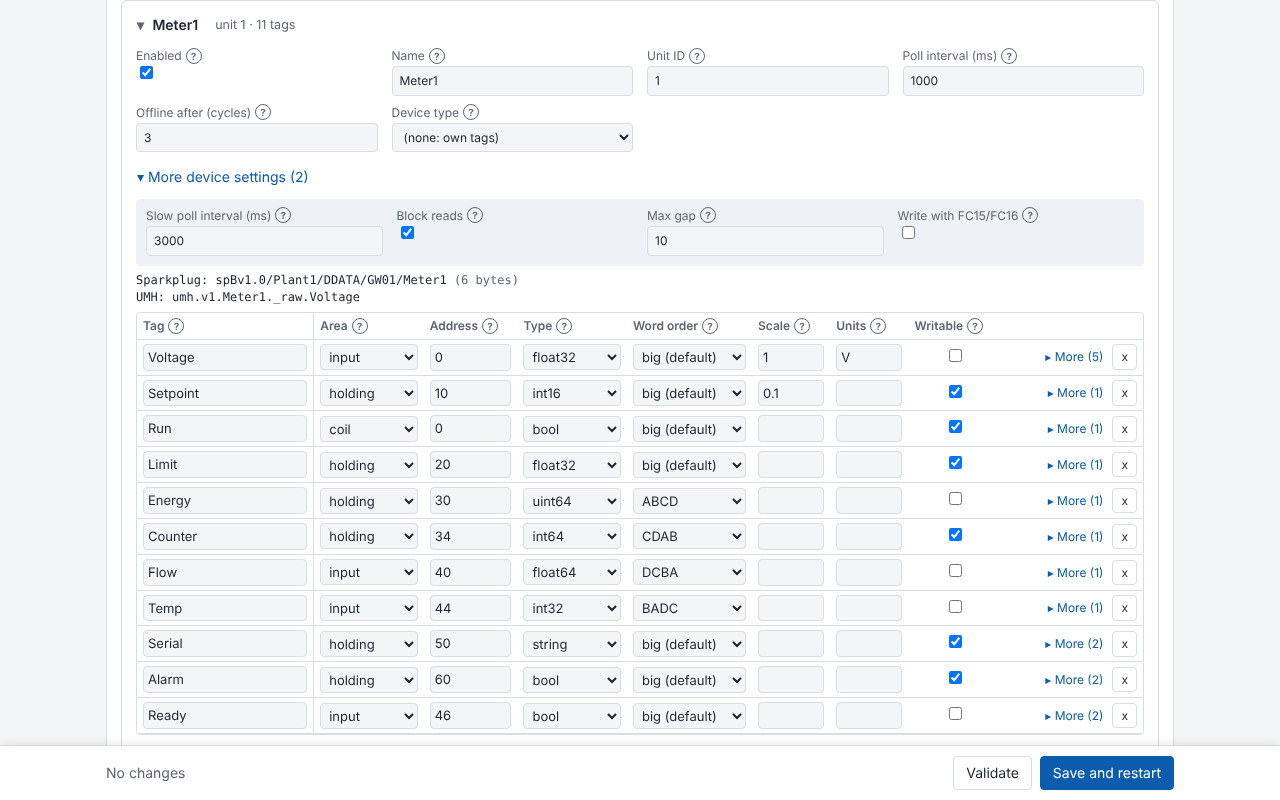 ▾ Meter1 unit 1 · 11 tags
Enabled ? Name ? Unit ID ? Poll interval (ms) ?
Meter1 1 1000
Offline after (cycles) ? Device type ?
3 (none: own tags)
▾ More device settings (2)
Slow poll interval (ms) ? Block reads ? Max gap ? Write with FC15/FC16 ?
3000 10
Sparkplug: spBv1.0/Plant1/DDATA/GW01/Meter1 (6 bytes)
UMH: umh.v1.Meter1._raw.Voltage
Tag ? Area ? Address ? Type ? Word order ? Scale ? Units ? Writable ?
Voltage input 0 float32 big (default) 1 V ▸ More (5) x
Setpoint holding 10 int16 big (default) 0.1 ▸ More (1) x
Run coil 0 bool big (default) ▸ More (1) x
Limit holding 20 float32 big (default) ▸ More (1) x
Energy holding 30 uint64 ABCD ▸ More (1) x
Counter holding 34 int64 CDAB ▸ More (1) x
Flow input 40 float64 DCBA ▸ More (1) x
Temp input 44 int32 BADC ▸ More (1) x
Serial holding 50 string big (default) ▸ More (2) x
Alarm holding 60 bool big (default) ▸ More (2) x
Ready input 46 bool big (default) ▸ More (2) x
No changes Validate Save and restart